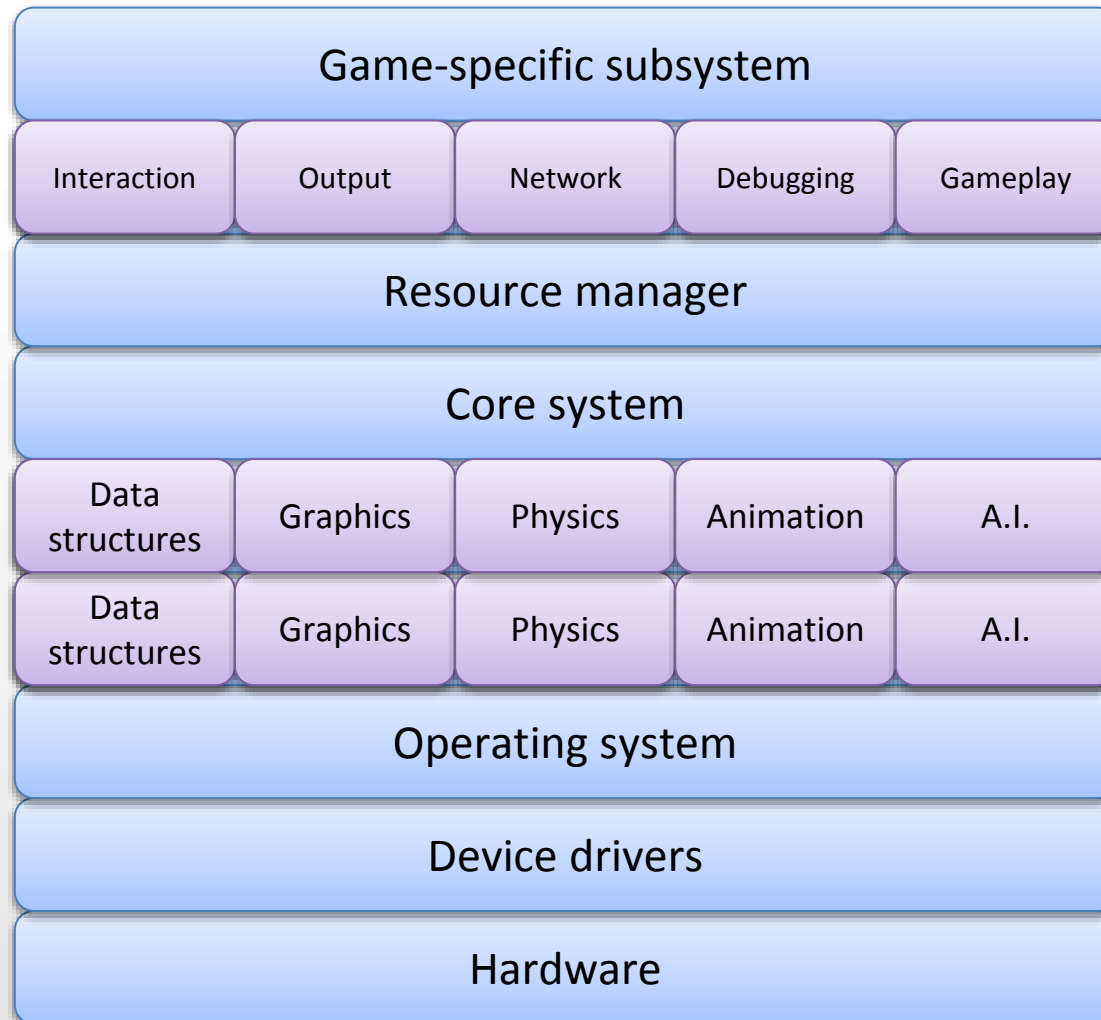 Game-specific subsystem
Interaction
Output
Network
Debugging
Gameplay
Resource manager
Core system
Data
structures
Graphics
Physics
Animation
A.I.
Data
structures
Graphics
Physics
Animation
A.I.
Operating system
Device drivers
Hardware